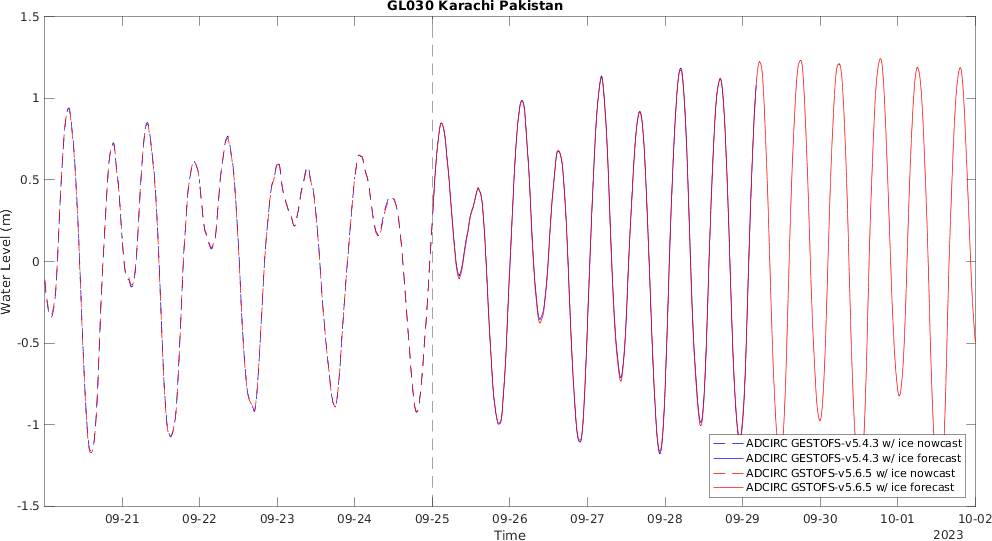 GL030 Karachi Pakistan
1.5
1
0.5
0
-0.5
-1
-1.5
Water Level (m)
ADCIRC GESTOFS-v5.4.3 w/ ice nowcast
ADCIRC GESTOFS-v5.4.3 w/ ice forecast
ADCIRC GSTOFS-v5.6.5 w/ ice nowcast
ADCIRC GSTOFS-v5.6.5 w/ ice forecast
09-21 09-22 09-23 09-24 09-25 09-26 09-27 09-28 09-29 09-30 10-01 10-02
Time
2023